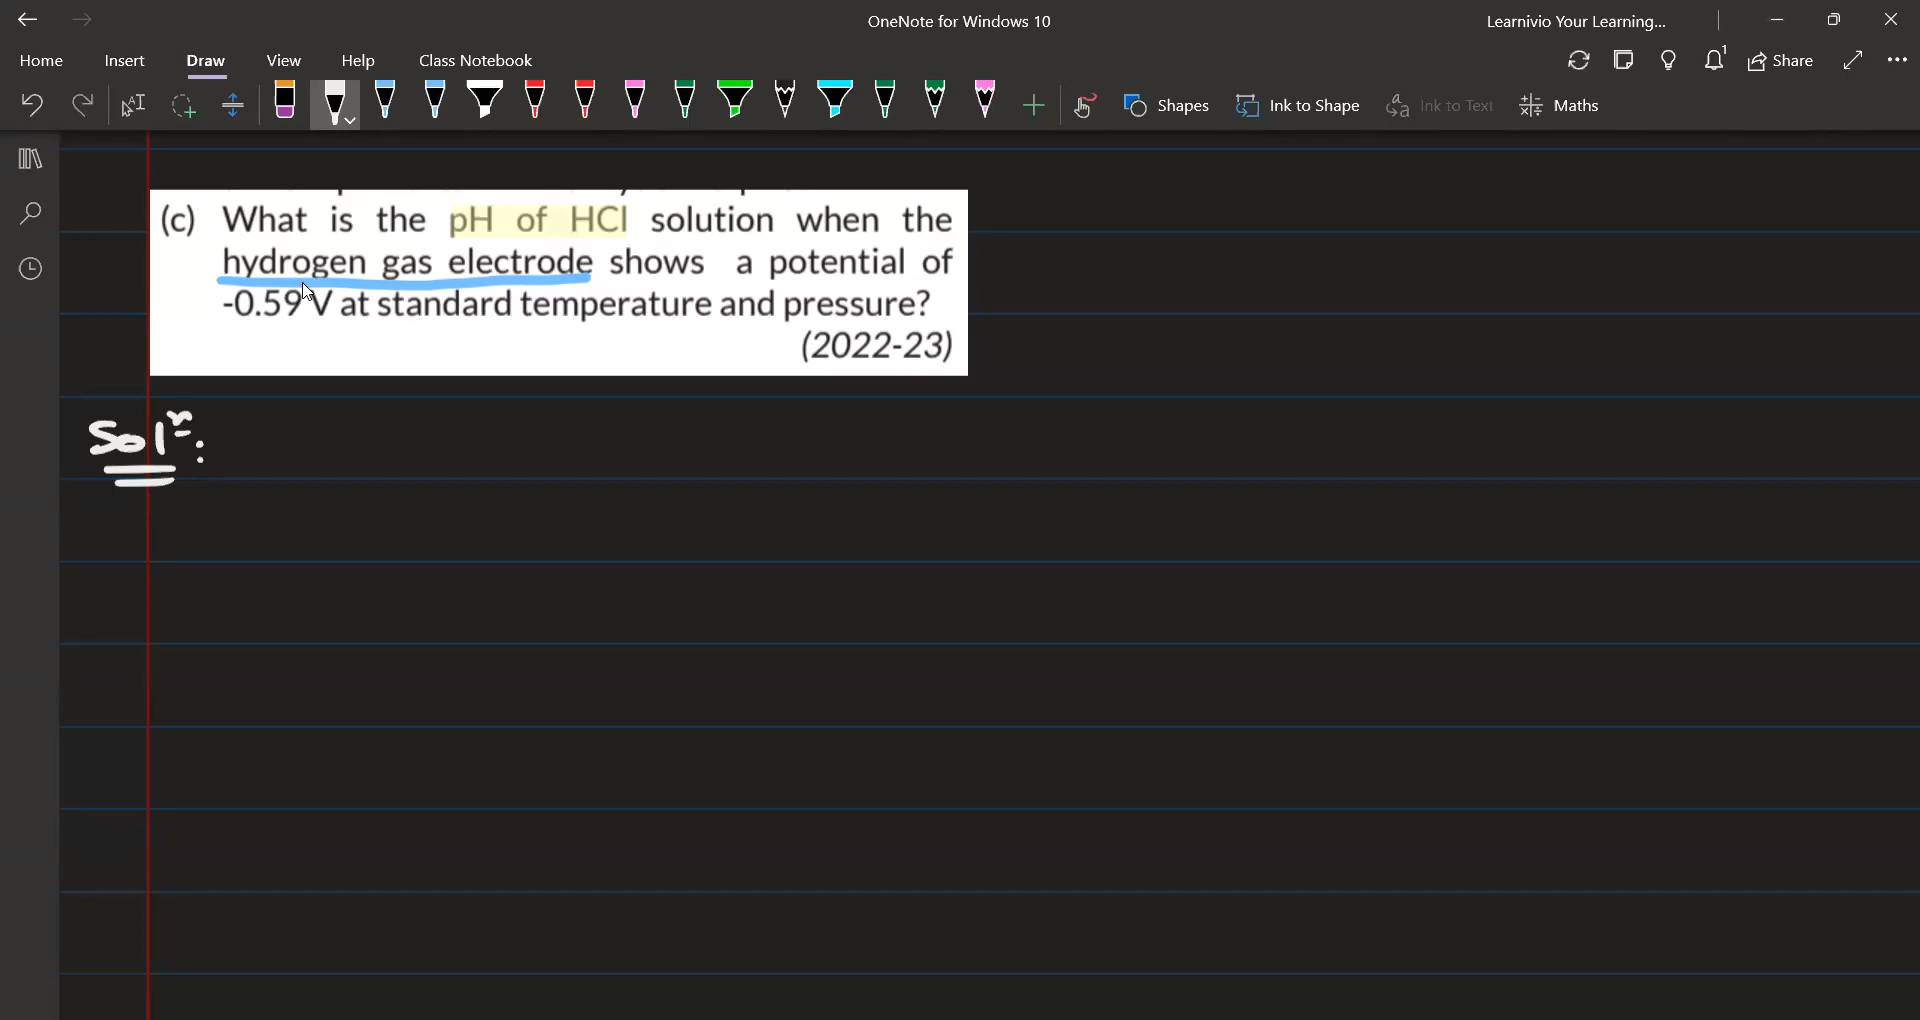 OneNote for Windows 10
Learnivio Your Learning...
Home Insert Draw View Help Class Notebook
1
Share
Shapes Ink to Shape Ink to Text Maths
(c) What is the pH of HCl solution when the
hydrogen gas electrode shows a potential of
-0.59 V at standard temperature and pressure?
(2022-23)
Solⁿ: